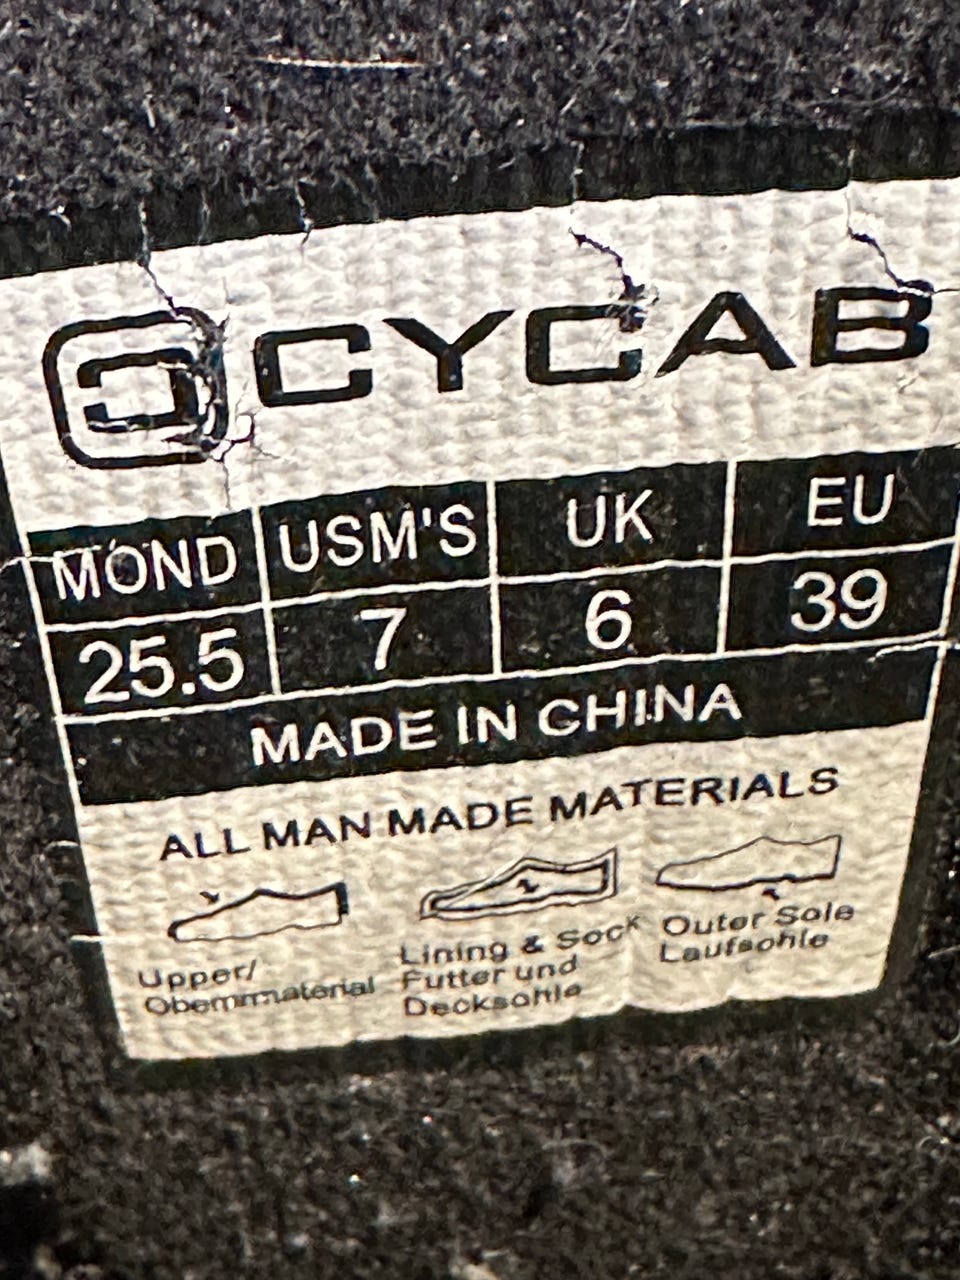 CYCAB
MOND USM'S UK EU
25.5 7 6 39
MADE IN CHINA
ALL MAN MADE MATERIALS
Upper/
Obermmaterial
Lining & Sock
Futter und
Decksohle
Outer Sole
Laufsohle